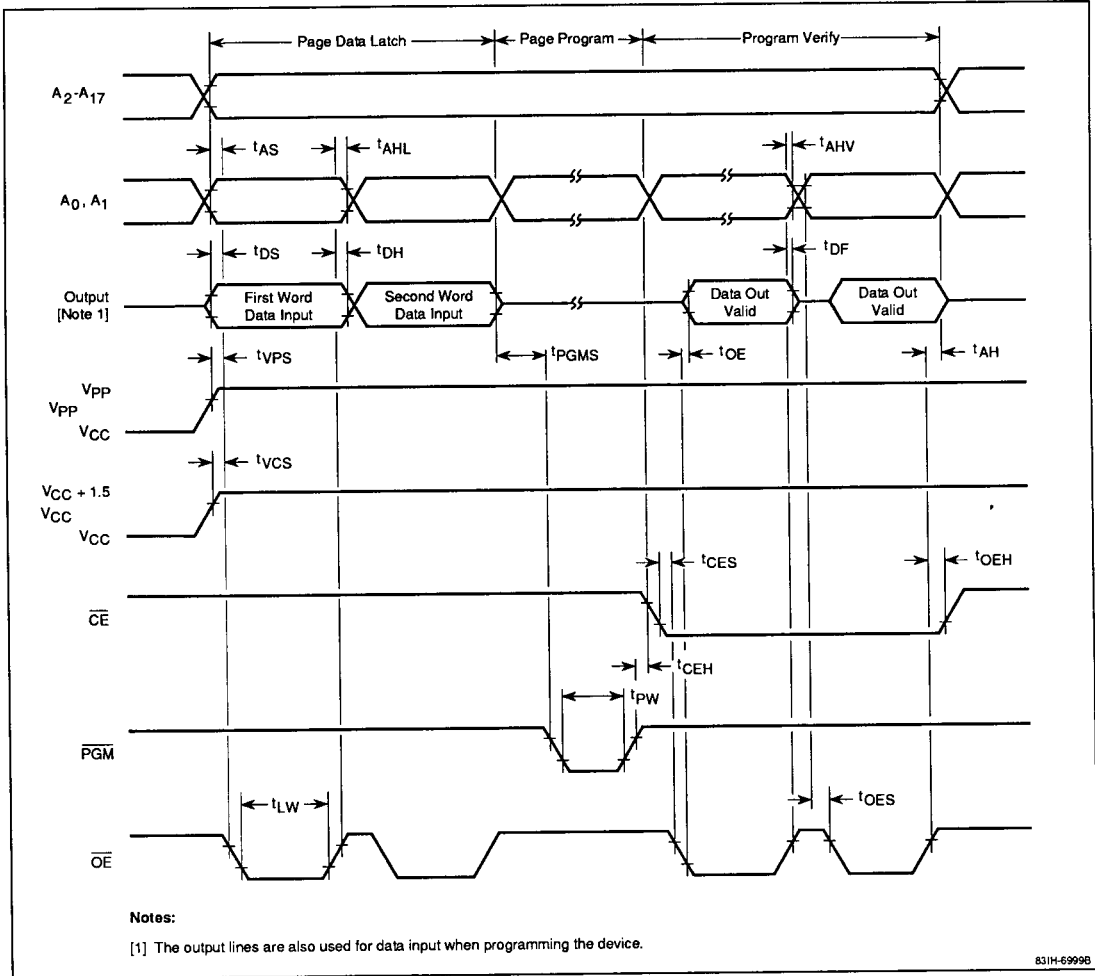 Page Data Latch Page Program Program Verify
A2-A17
tAS tAHL tAHV
A0, A1
tDS tDH tDF
Output
[Note 1]
First Word
Data Input
Second Word
Data Input
Data Out
Valid
Data Out
Valid
tVPS tPGMS tOE tAH
VPP
VPP
VCC
tVCS
VCC + 1.5
VCC
VCC
tCES tOEH
CE
tCEH
tPW
PGM
tLW tOES
OE
Notes:
[1] The output lines are also used for data input when programming the device.
83IH-6999B